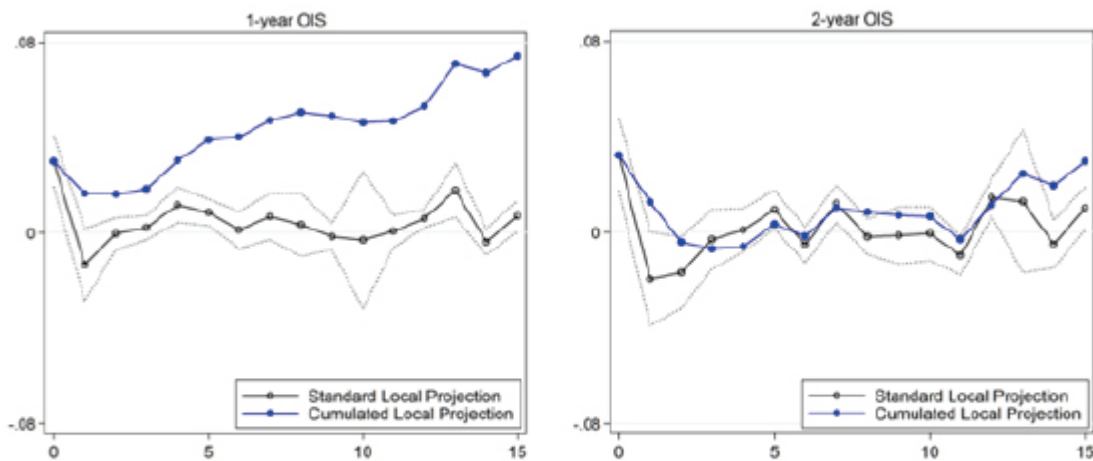 1-year OIS
.08
0
-.08
Standard Local Projection
Cumulated Local Projection
0 5 10 15
2-year OIS
.08
0
-.08
Standard Local Projection
Cumulated Local Projection
0 5 10 15